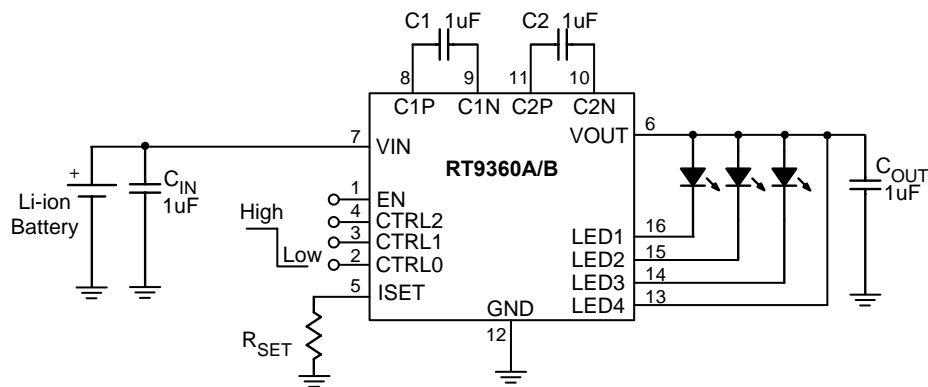 C1 1uF C2 1uF
8 9 11 10
C1P C1N C2P C2N
7 VIN VOUT 6
RT9360A/B
+
Li-ion
Battery
CIN
1uF
COUT
1uF
1 EN
4 CTRL2
3 CTRL1
2 CTRL0
High
Low
5 ISET
RSET
LED1 16
LED2 15
LED3 14
LED4 13
GND
12